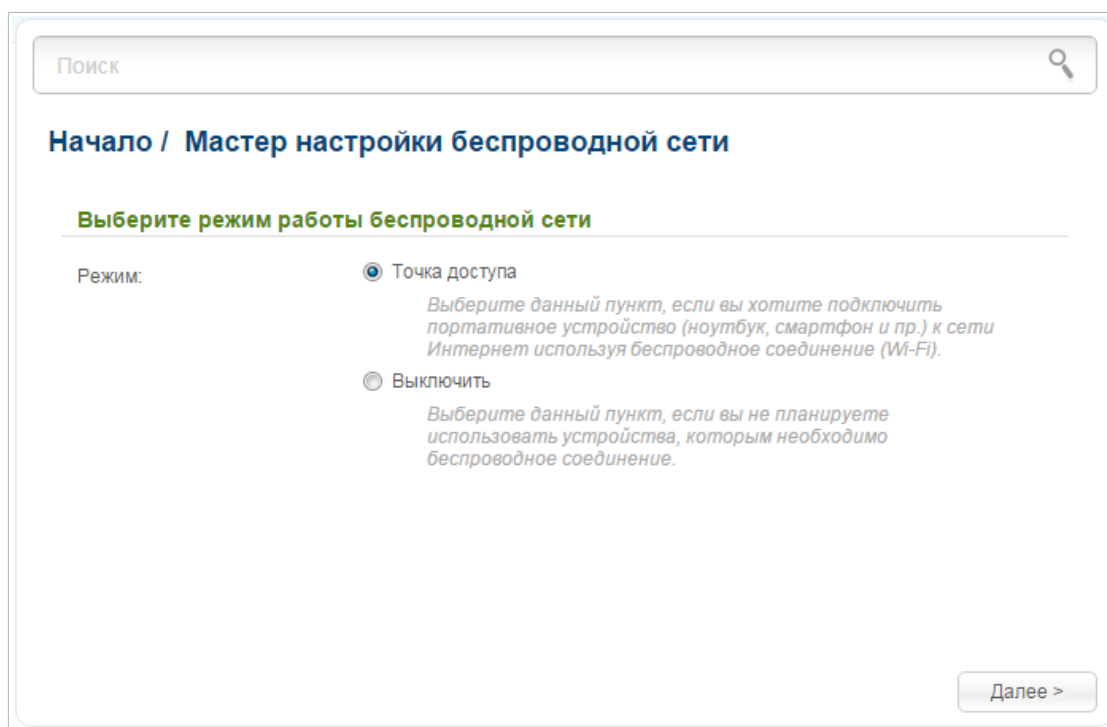 Поиск
Начало / Мастер настройки беспроводной сети
Выберите режим работы беспроводной сети
Режим:
Точка доступа
Выберите данный пункт, если вы хотите подключить
портативное устройство (ноутбук, смартфон и пр.) к сети
Интернет используя беспроводное соединение (Wi-Fi).
Выключить
Выберите данный пункт, если вы не планируете
использовать устройства, которым необходимо
беспроводное соединение.
Далее >